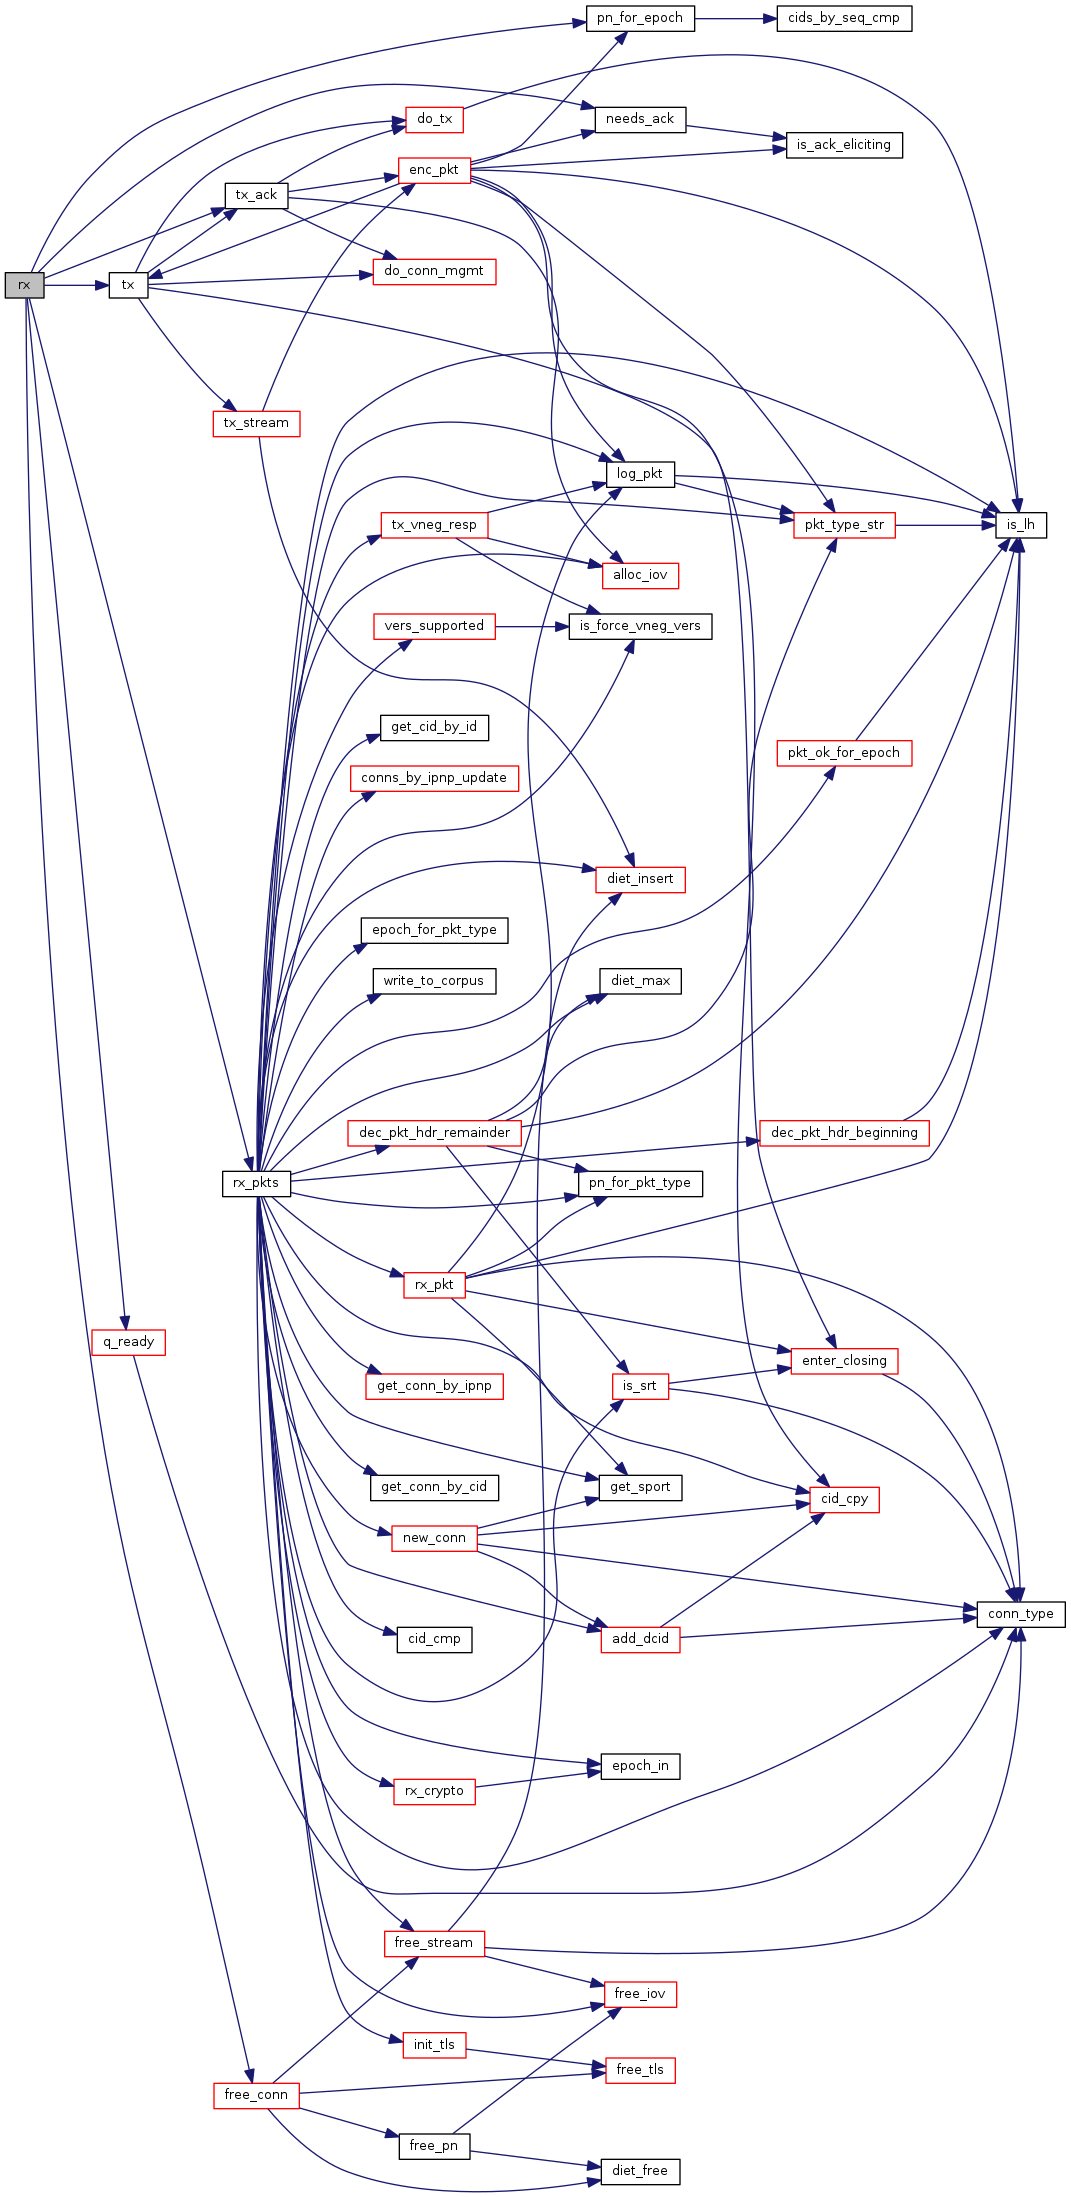 pn_for_epoch
cids_by_seq_cmp
do_tx
needs_ack
is_ack_eliciting
enc_pkt
tx_ack
do_conn_mgmt
rx
tx
tx_stream
log_pkt
tx_vneg_resp
pkt_type_str
is_lh
alloc_iov
vers_supported
is_force_vneg_vers
get_cid_by_id
pkt_ok_for_epoch
conns_by_ipnp_update
diet_insert
epoch_for_pkt_type
write_to_corpus
diet_max
dec_pkt_hdr_remainder
dec_pkt_hdr_beginning
rx_pkts
pn_for_pkt_type
rx_pkt
q_ready
enter_closing
get_conn_by_ipnp
is_srt
get_conn_by_cid
get_sport
cid_cpy
new_conn
conn_type
cid_cmp
add_dcid
epoch_in
rx_crypto
free_stream
free_iov
init_tls
free_tls
free_conn
free_pn
diet_free